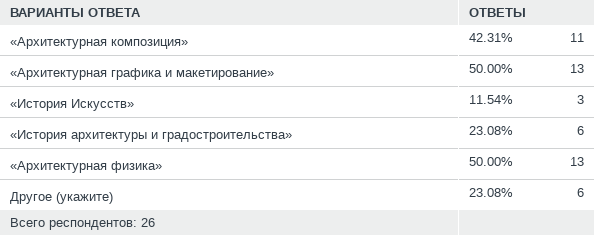 ВАРИАНТЫ ОТВЕТА ОТВЕТЫ
«Архитектурная композиция» 42.31% 11
«Архитектурная графика и макетирование» 50.00% 13
«История Искусств» 11.54% 3
«История архитектуры и градостроительства» 23.08% 6
«Архитектурная физика» 50.00% 13
Другое (укажите) 23.08% 6
Всего респондентов: 26